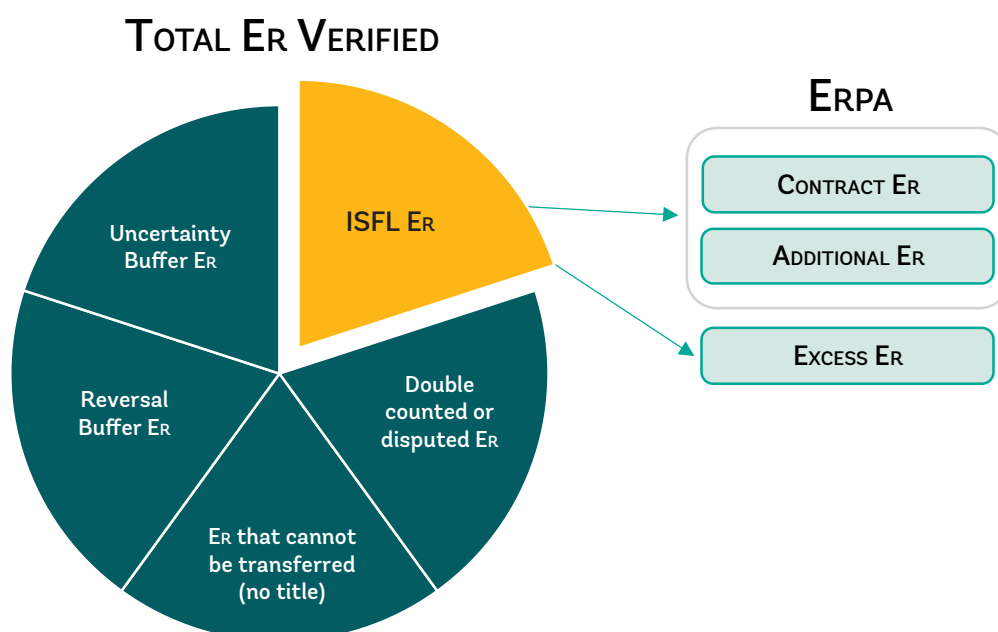 Total Er Verified
Erpa
Contract Er
Additional Er
Excess Er
ISFL Er
Uncertainty
Buffer Er
Reversal
Buffer Er
Double
counted or
disputed Er
Er that cannot
be transferred
(no title)